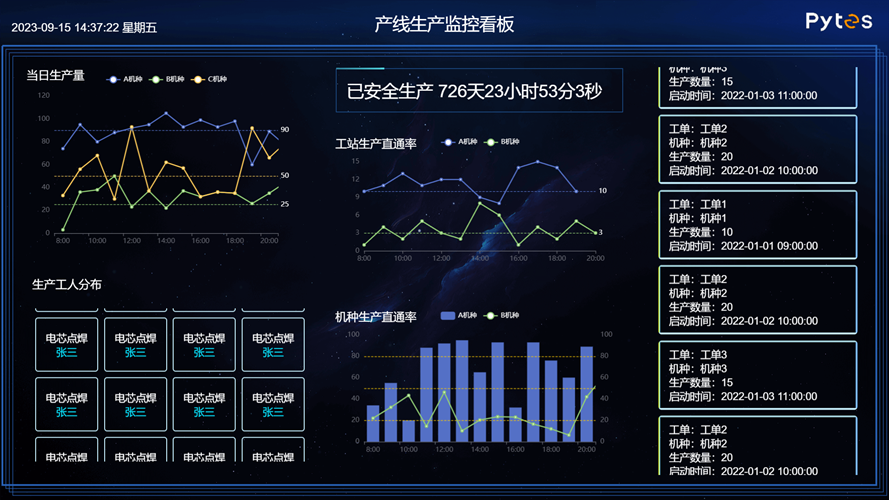 2023-09-15 14:37:22 星期五
产线生产监控看板
Pytes
当日生产量
A机种 B机种 C机种
120
100
80
60
40
20
0
90
50
25
8:00 10:00 12:00 14:00 16:00 18:00 20:00
生产工人分布
电芯点焊 电芯点焊 电芯点焊 电芯点焊
张三 张三 张三 张三
电芯点焊 电芯点焊 电芯点焊 电芯点焊
张三 张三 张三 张三
电芯点焊 电芯点焊 电芯点焊 电芯点焊
已安全生产 726天23小时53分3秒
工站生产直通率
A机种 B机种
15
12
9
6
3
0
10
3
8:00 10:00 12:00 14:00 16:00 18:00 20:00
机种生产直通率
A机种 B机种
100 100
80 80
60 60
40 40
20 20
0 0
8:00 10:00 12:00 14:00 16:00 18:00 20:00
机种：机种3
生产数量：15
启动时间：2022-01-03 11:00:00
工单：工单2
机种：机种2
生产数量：20
启动时间：2022-01-02 10:00:00
工单：工单1
机种：机种1
生产数量：10
启动时间：2022-01-01 09:00:00
工单：工单2
机种：机种2
生产数量：20
启动时间：2022-01-02 10:00:00
工单：工单3
机种：机种3
生产数量：15
启动时间：2022-01-03 11:00:00
工单：工单2
机种：机种2
生产数量：20
启动时间：2022-01-02 10:00:00